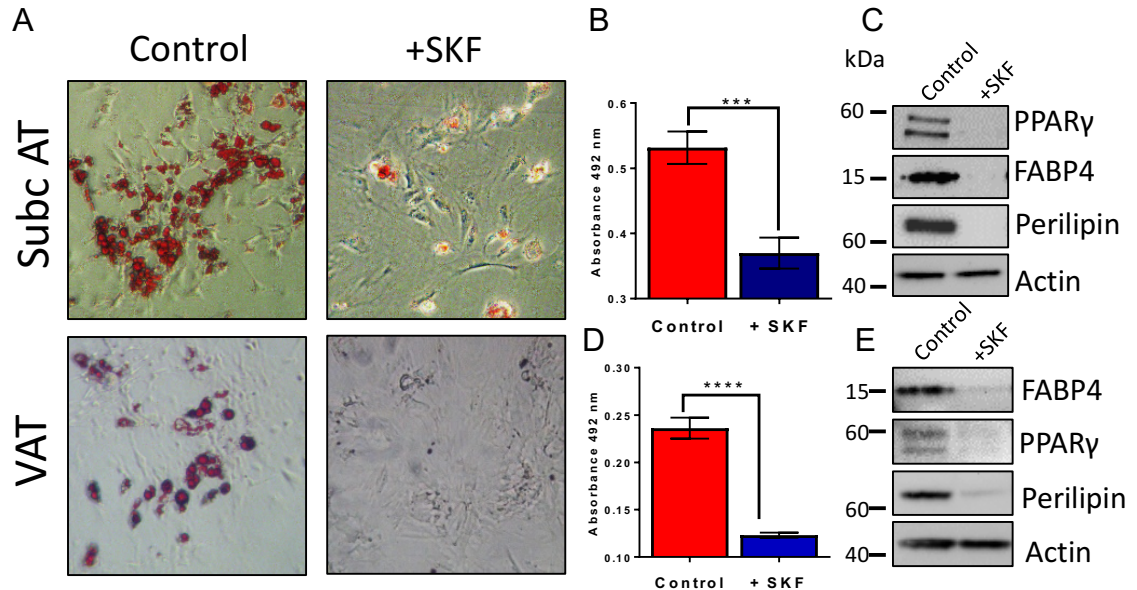 A
Control
+SKF
Subc AT
VAT
B
Absorbance 492 nm
0.6
0.5
0.4
0.3
***
Control
+ SKF
C
kDa
Control
+SKF
60
PPARγ
15
FABP4
Perilipin
60
40
Actin
D
Absorbance 492 nm
0.30
0.25
0.20
0.15
0.10
****
Control
+ SKF
E
Control
+SKF
15
FABP4
60
PPARγ
Perilipin
60
40
Actin